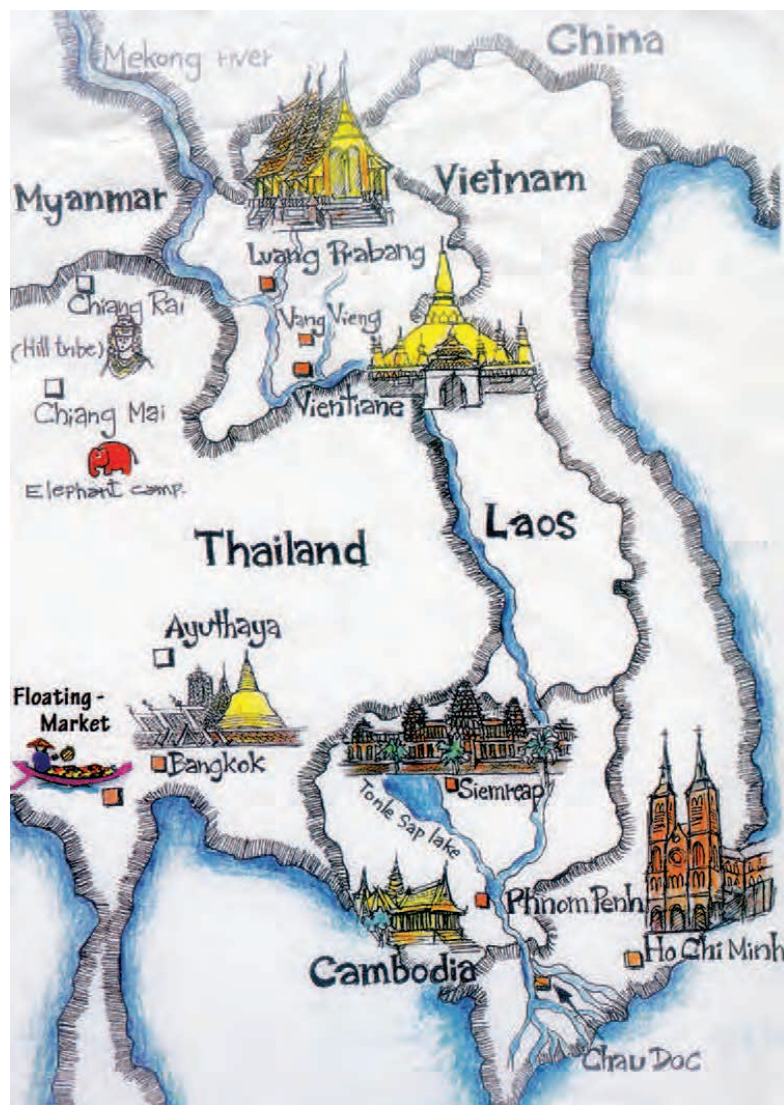 China
Mekong river
Vietnam
Myanmar
Luang Prabang
Chiang Rai
Vang Vieng
(Hill tribe)
Chiang Mai
Vientiane
Elephant camp.
Laos
Thailand
Ayuthaya
Floating-
Market
Bangkok
Siemreap
Tonle Sap lake
Phnom Penh
Ho Chi Minh
Cambodia
Chau Doc